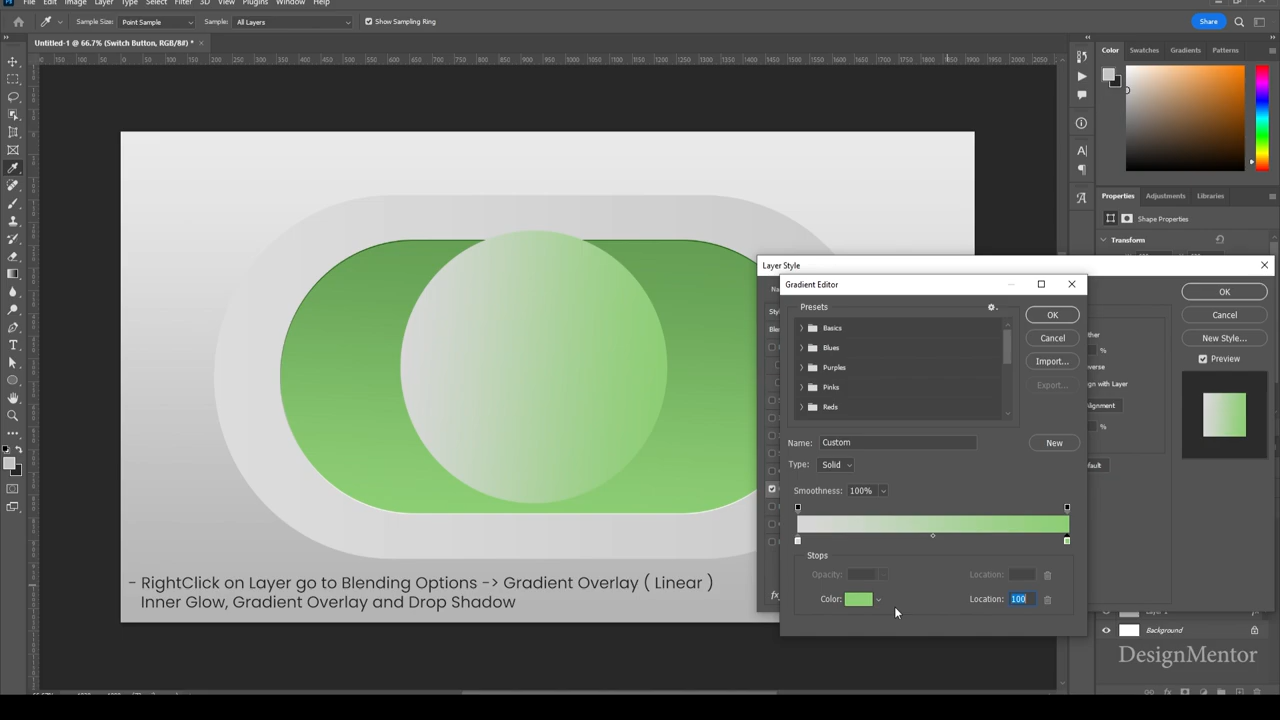 File Edit Image Layer Type Select Filter 3D View Plugins Window Help
Sample Size: Point Sample Sample: All Layers Show Sampling Ring Share
Untitled-1 @ 66.7% (Switch Button, RGB/8#) * ×
Color Swatches Gradients Patterns
Properties Adjustments Libraries
Shape Properties
Transform
Layer Style
Gradient Editor
Presets
Basics
Blues
Purples
Pinks
Reds
OK
Cancel
Import...
Export...
Name: Custom New
Type: Solid
Smoothness: 100%
Stops
Opacity: Location:
Color: Location: 100
OK
Cancel
New Style...
Preview
- RightClick on Layer go to Blending Options -> Gradient Overlay ( Linear )
Inner Glow, Gradient Overlay and Drop Shadow
Layer 1
Background
DesignMentor